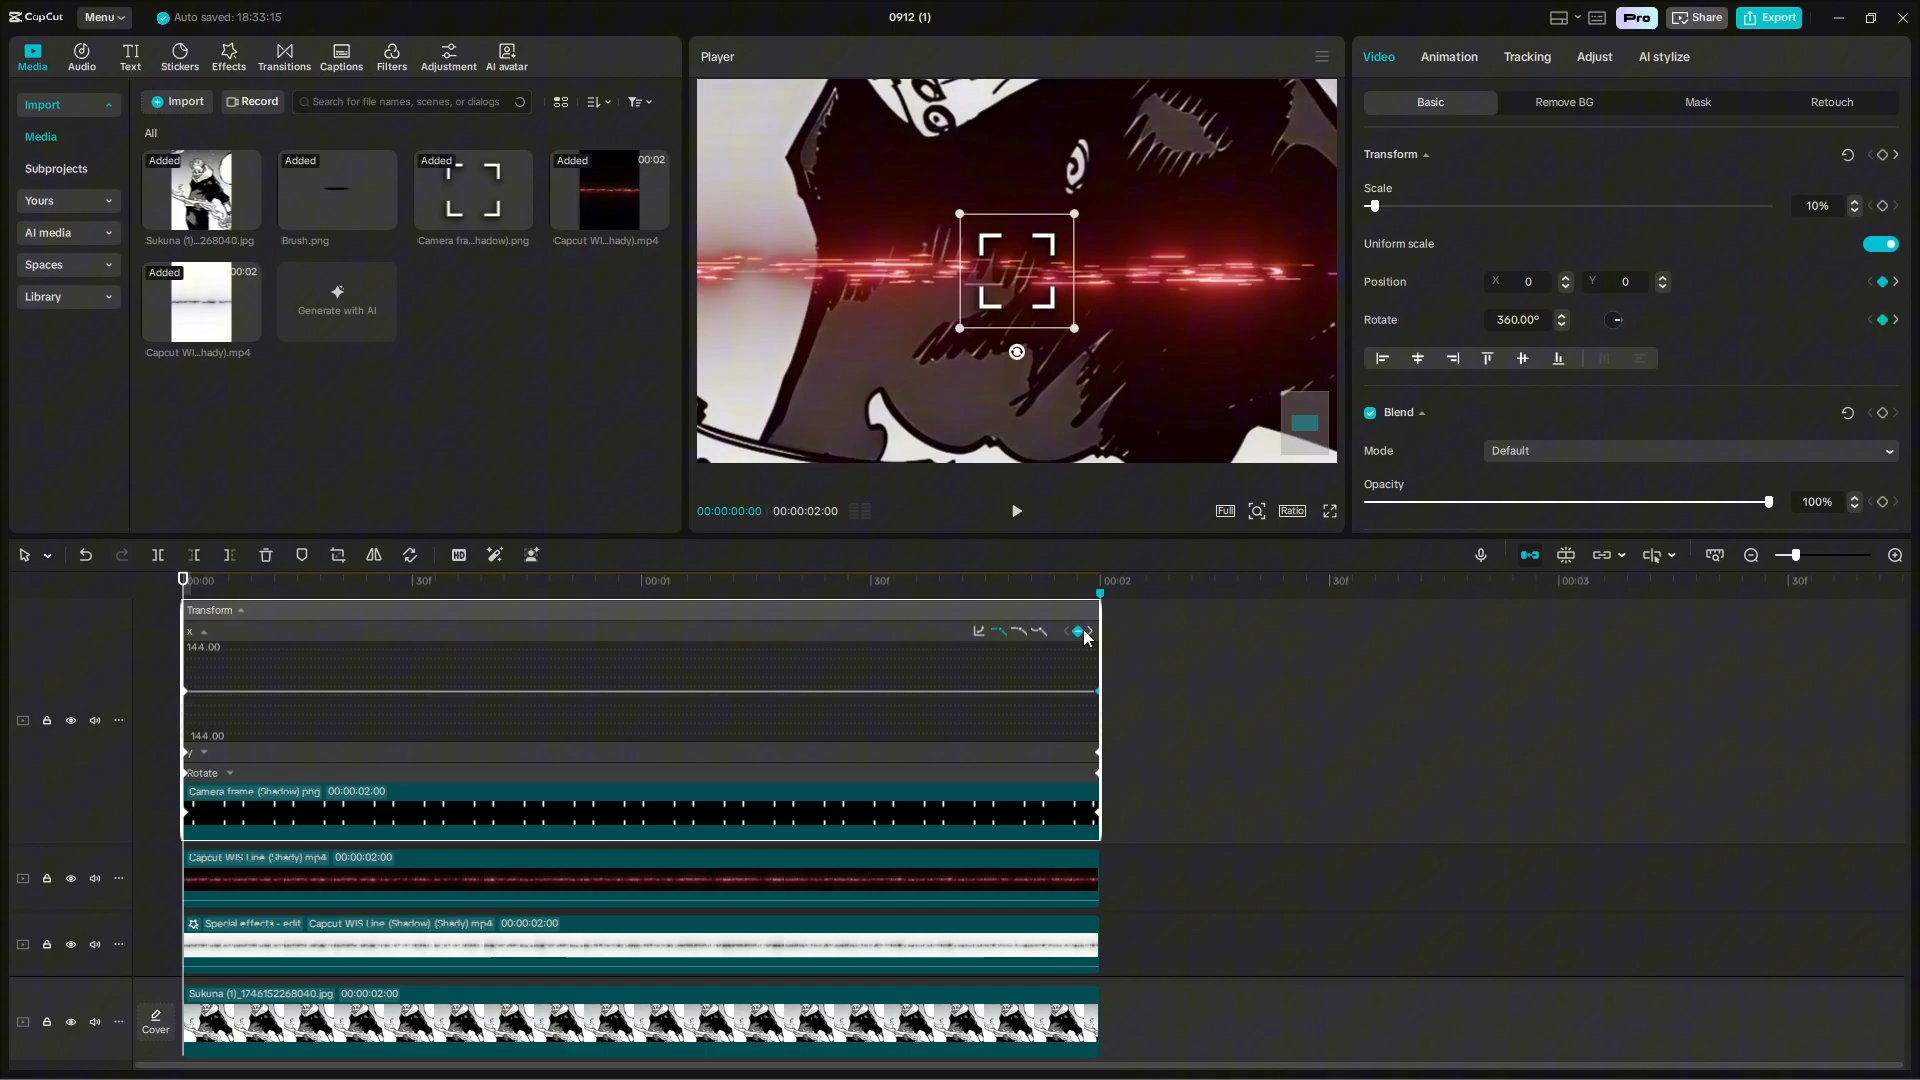 CapCut
Menu
Auto saved: 18:33:15
0912 (1)
Pro
Share
Export
Media
Audio
Text
Stickers
Effects
Transitions
Captions
Filters
Adjustment
AI avatar
Import
Media
Subprojects
Yours
AI media
Spaces
Library
Import
Record
Search for file names, scenes, or dialogs
All
Added
Sukuna (1)...268040.jpg
Added
Brush.png
Added
Camera fra...hadow).png
Added
00:02
Capcut WI...hady).mp4
Added
00:02
Capcut WI...hady).mp4
Generate with AI
Player
00:00:00:00 / 00:00:02:00
Full
Ratio
Video
Animation
Tracking
Adjust
AI stylize
Basic
Remove BG
Mask
Retouch
Transform
Scale
10%
Uniform scale
Position
X 0
Y 0
Rotate
360.00°
Blend
Mode
Default
Opacity
100%
HD
00:00
30f
00:01
30f
00:02
30f
00:03
30f
Transform
x
144.00
144.00
y
Rotate
Camera frame (Shadow).png 00:00:02:00
Capcut WIS Line (Shady).mp4 00:00:02:00
Special effects - edit Capcut WIS Line (Shadow) (Shady).mp4 00:00:02:00
Sukuna (1)_1746152268040.jpg 00:00:02:00
Cover